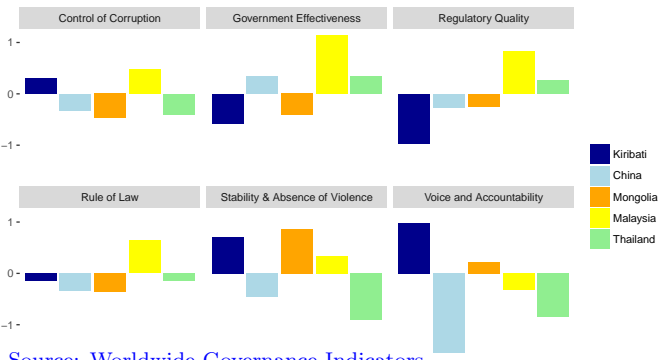 Control of Corruption
Government Effectiveness
Regulatory Quality
1
0
−1
Kiribati
China
Mongolia
Malaysia
Thailand
Rule of Law
Stability & Absence of Violence
Voice and Accountability
1
0
−1
Source: Worldwide Governance Indicators